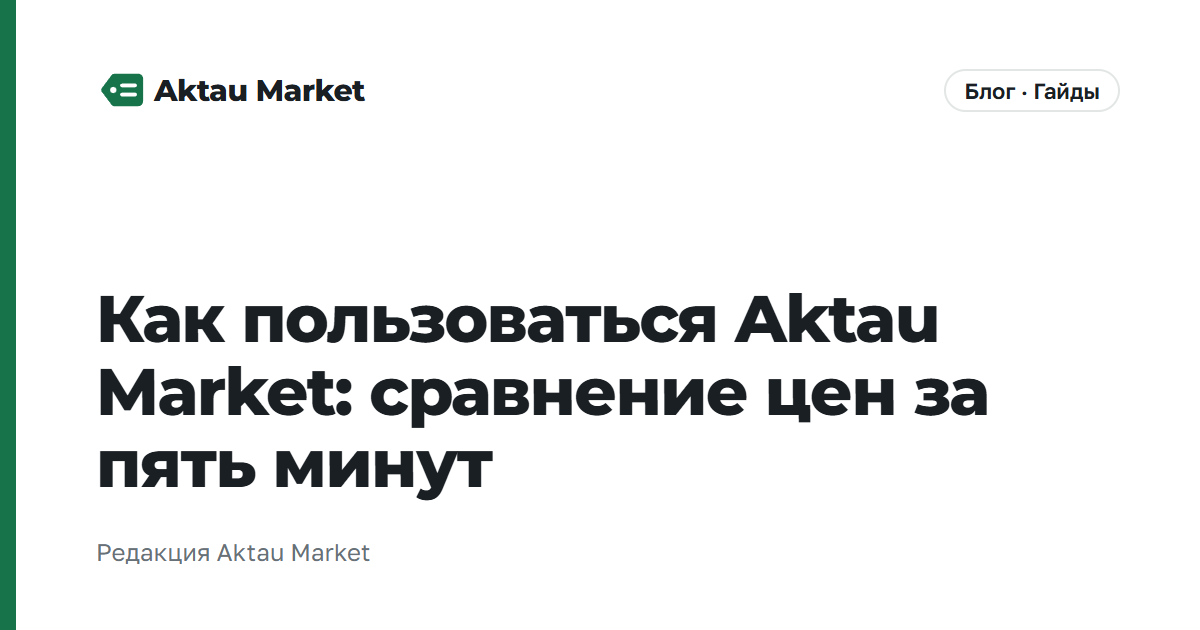 Aktau Market
Блог · Гайды
Как пользоваться Aktau
Market: сравнение цен за
пять минут
Редакция Aktau Market